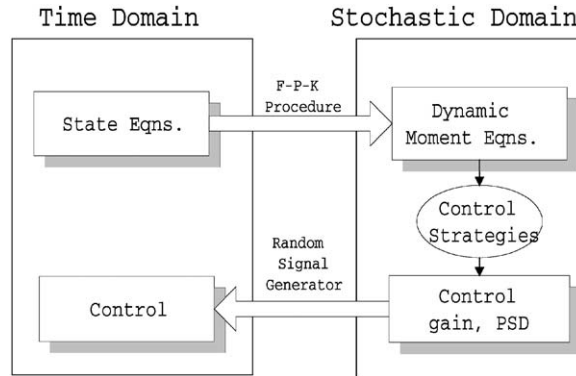 Time Domain
Stochastic Domain
F-P-K
Procedure
State Eqns.
Dynamic
Moment Eqns.
Control
Strategies
Random
Signal
Generator
Control
Control
gain, PSD